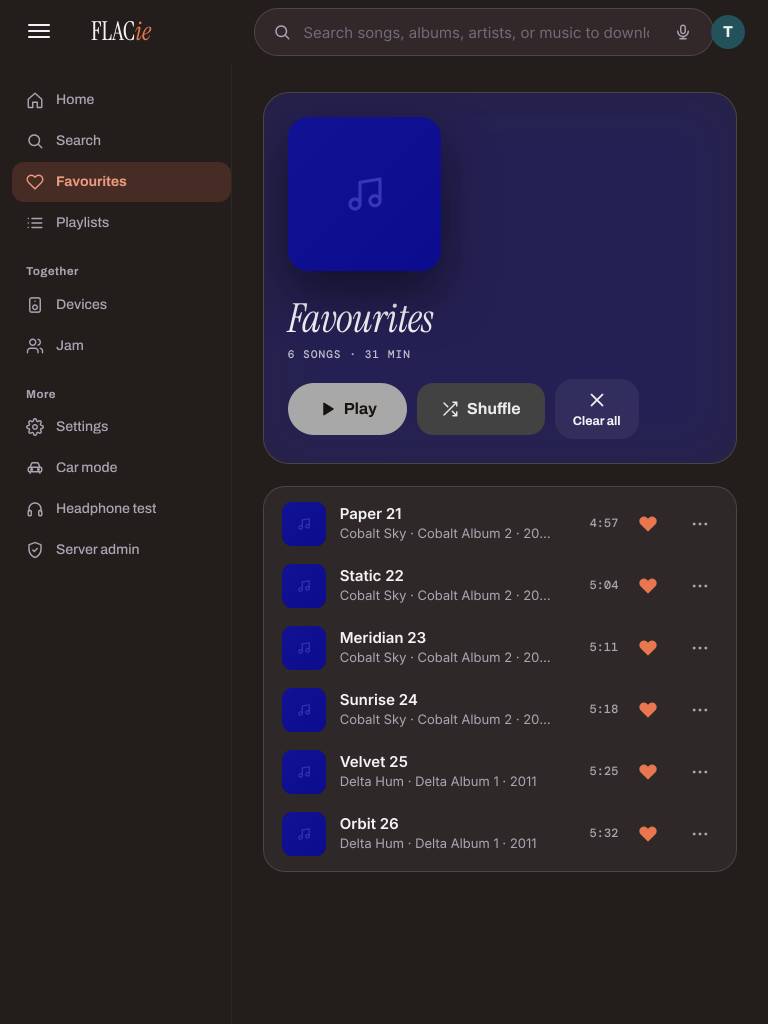 FLACie
Search songs, albums, artists, or music to downl
T
Home
Search
Favourites
Playlists
Together
Devices
Jam
More
Settings
Car mode
Headphone test
Server admin
Favourites
6 SONGS · 31 MIN
Play
Shuffle
Clear all
Paper 21
Cobalt Sky · Cobalt Album 2 · 20...
4:57
Static 22
Cobalt Sky · Cobalt Album 2 · 20...
5:04
Meridian 23
Cobalt Sky · Cobalt Album 2 · 20...
5:11
Sunrise 24
Cobalt Sky · Cobalt Album 2 · 20...
5:18
Velvet 25
Delta Hum · Delta Album 1 · 2011
5:25
Orbit 26
Delta Hum · Delta Album 1 · 2011
5:32